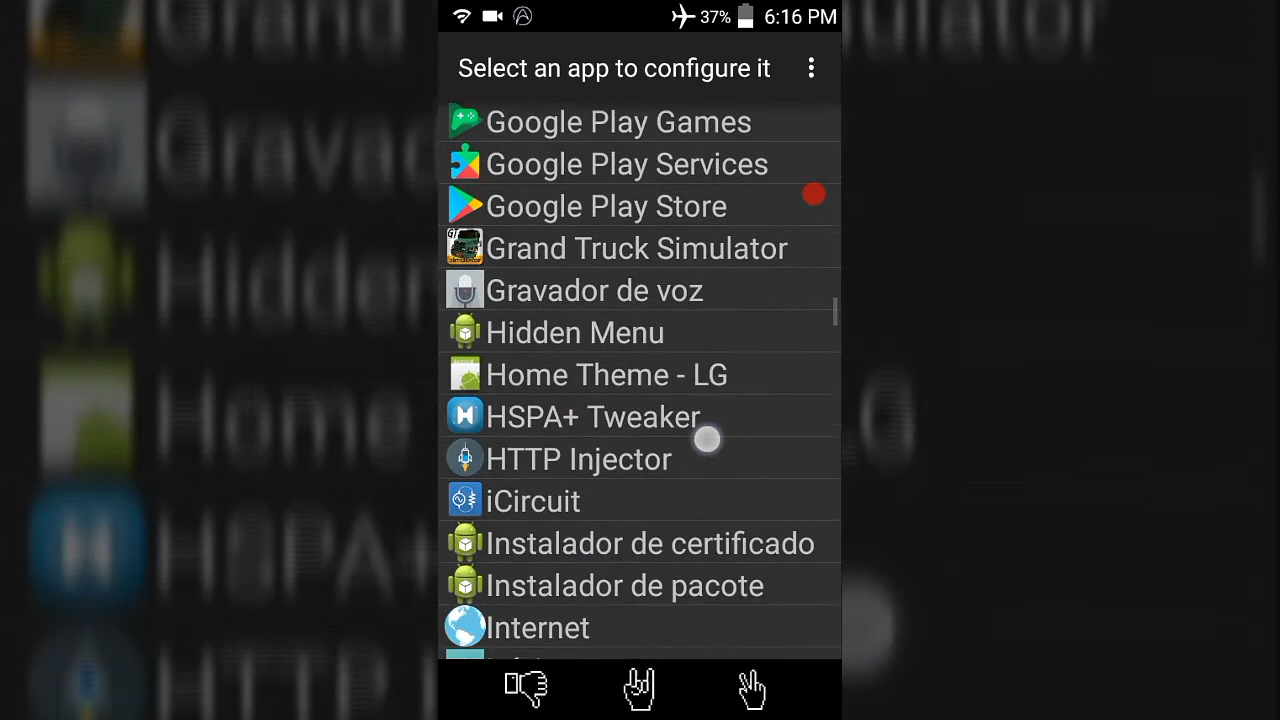 37% 6:16 PM
Select an app to configure it
Google Play Games
Google Play Services
Google Play Store
Grand Truck Simulator
Gravador de voz
Hidden Menu
Home Theme - LG
HSPA+ Tweaker
HTTP Injector
iCircuit
Instalador de certificado
Instalador de pacote
Internet